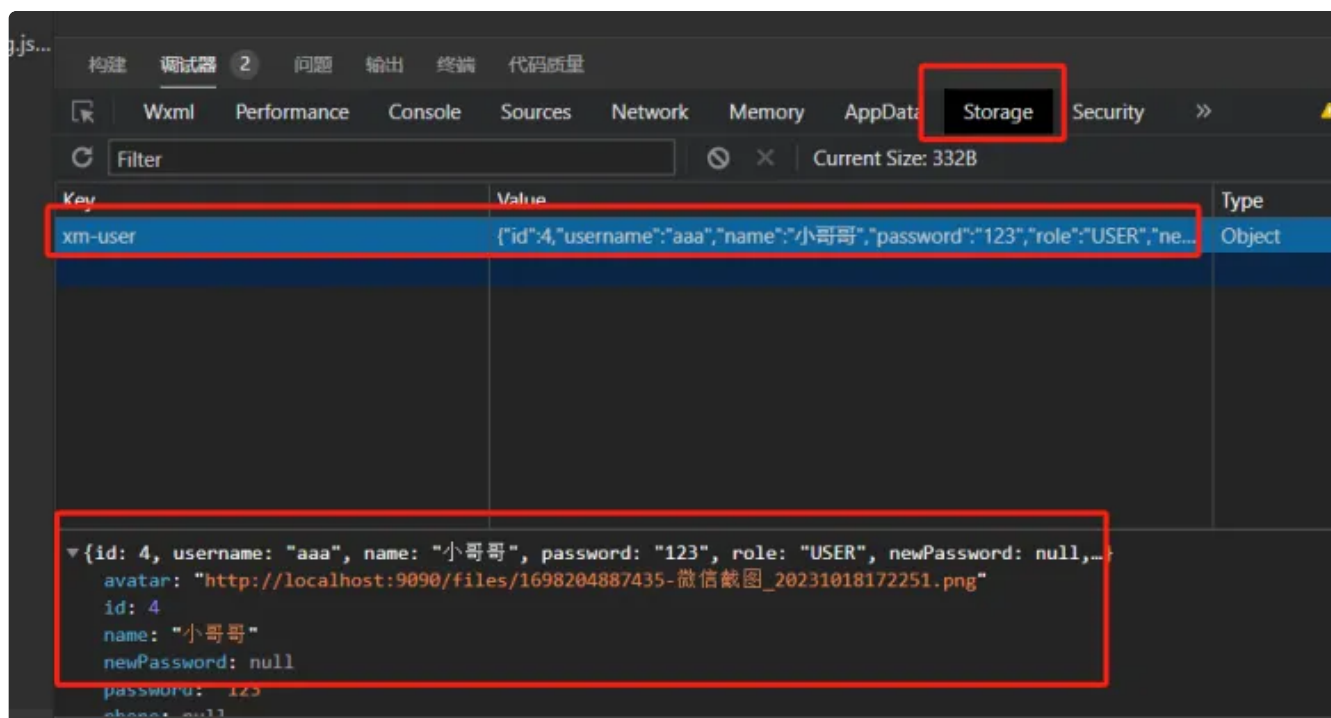 g.js...
构建 调试器 2 问题 输出 终端 代码质量
Wxml Performance Console Sources Network Memory AppData Storage Security »
Filter Current Size: 332B
Key Value Type
xm-user {"id":4,"username":"aaa","name":"小哥哥","password":"123","role":"USER","ne... Object
▼{id: 4, username: "aaa", name: "小哥哥", password: "123", role: "USER", newPassword: null,…}
avatar: "http://localhost:9090/files/1698204887435-微信截图_20231018172251.png"
id: 4
name: "小哥哥"
newPassword: null
password: "123"
phone: null